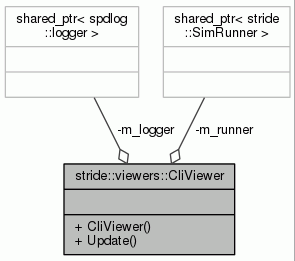 shared_ptr< spdlog
::logger >
shared_ptr< stride
::SimRunner >
-m_logger
-m_runner
stride::viewers::CliViewer
+ CliViewer()
+ Update()